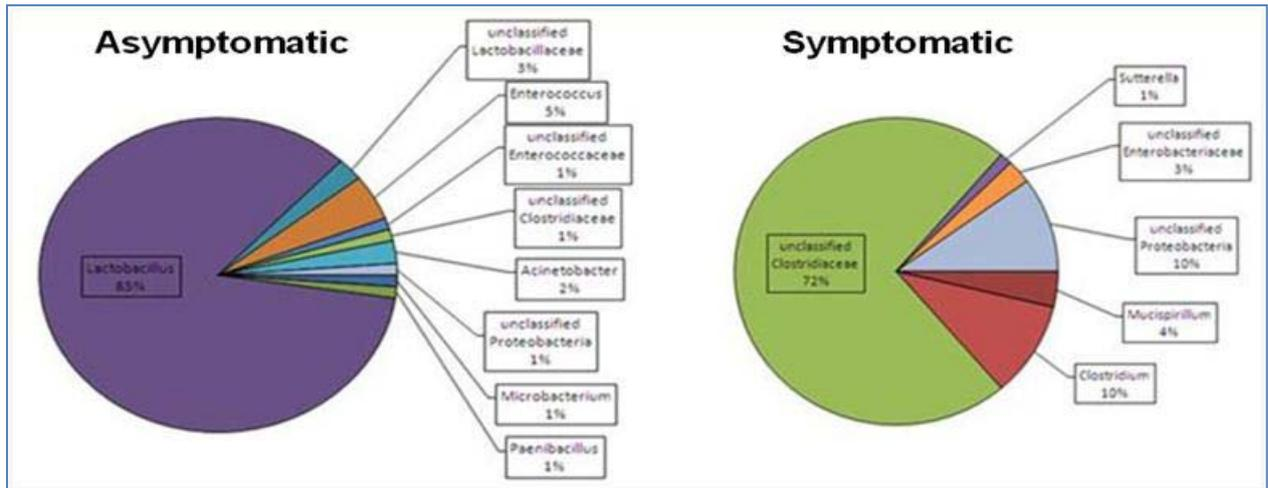 Asymptomatic
unclassified
Lactobacillaceae
3%
Enterococcus
5%
unclassified
Enterococcaceae
1%
unclassified
Clostridiaceae
1%
Acinetobacter
2%
unclassified
Proteobacteria
1%
Microbacterium
1%
Paenibacillus
1%
Lactobacillus
85%
Symptomatic
Sutterella
1%
unclassified
Enterobacteriaceae
3%
unclassified
Proteobacteria
10%
Mucispirillum
4%
Clostridium
10%
unclassified
Clostridiaceae
72%